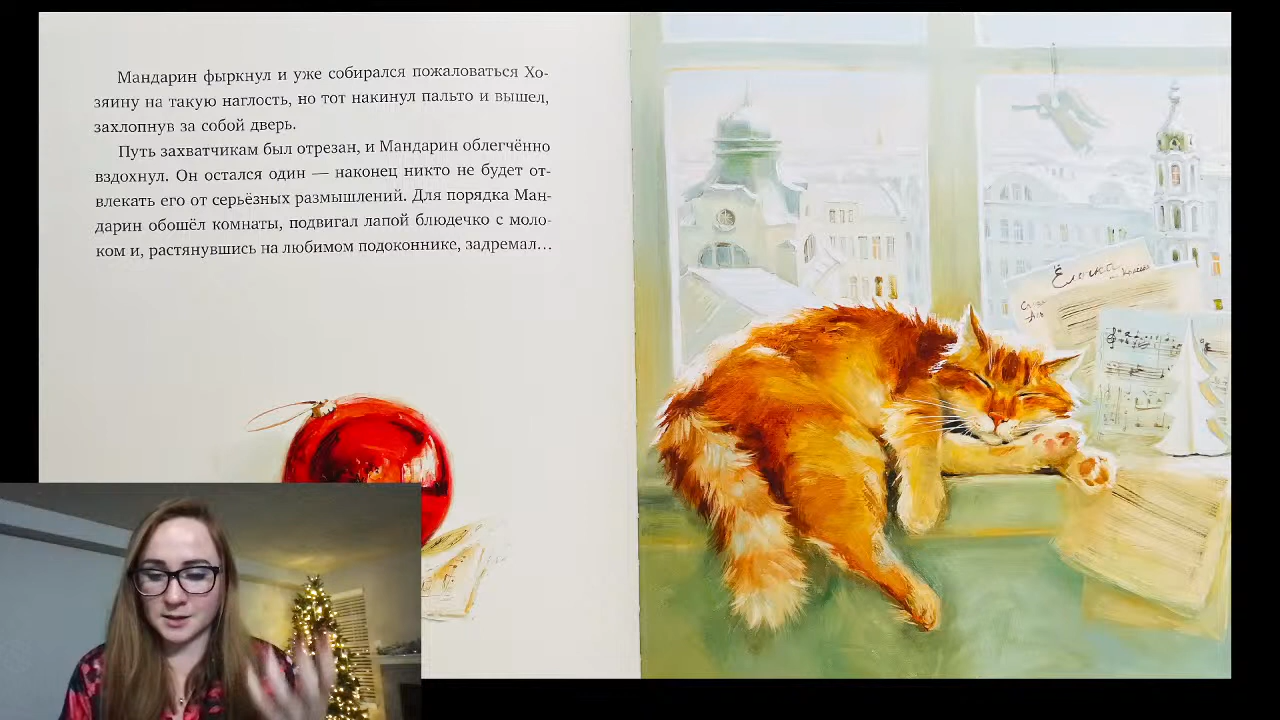 Мандарин фыркнул и уже собирался пожаловаться Хо-
зяину на такую наглость, но тот накинул пальто и вышел,
захлопнув за собой дверь.
Путь захватчикам был отрезан, и Мандарин облегчённо
вздохнул. Он остался один — наконец никто не будет от-
влекать его от серьёзных размышлений. Для порядка Ман-
дарин обошёл комнаты, подвигал лапой блюдечко с моло-
ком и, растянувшись на любимом подоконнике, задремал...
Ёлочка